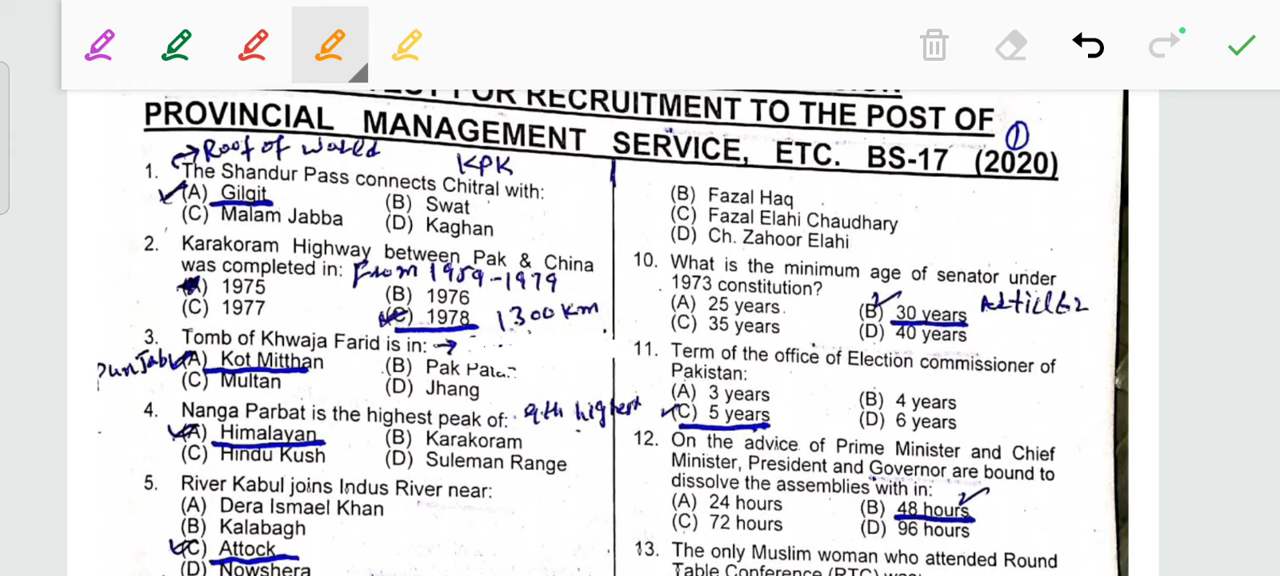 TEST FOR RECRUITMENT TO THE POST OF
PROVINCIAL MANAGEMENT SERVICE, ETC. BS-17 (2020)
①
→ Roof of World
KPK
1. The Shandur Pass connects Chitral with:
(A) Gilgit (B) Swat
(C) Malam Jabba (D) Kaghan
2. Karakoram Highway between Pak & China
was completed in: From 1959-1979
(A) 1975 (B) 1976
(C) 1977 (D) 1978 1300 Km
3. Tomb of Khwaja Farid is in: →
Punjab (A) Kot Mitthan (B) Pak Patan
(C) Multan (D) Jhang
4. Nanga Parbat is the highest peak of: 9th highest
(A) Himalayan (B) Karakoram
(C) Hindu Kush (D) Suleman Range
5. River Kabul joins Indus River near:
(A) Dera Ismael Khan
(B) Kalabagh
(C) Attock
(D) Nowshera
(B) Fazal Haq
(C) Fazal Elahi Chaudhary
(D) Ch. Zahoor Elahi
10. What is the minimum age of senator under
1973 constitution?
(A) 25 years. (B) 30 years Article 62
(C) 35 years (D) 40 years
11. Term of the office of Election commissioner of
Pakistan:
(A) 3 years (B) 4 years
(C) 5 years (D) 6 years
12. On the advice of Prime Minister and Chief
Minister, President and Governor are bound to
dissolve the assemblies with in:
(A) 24 hours (B) 48 hours
(C) 72 hours (D) 96 hours
13. The only Muslim woman who attended Round
Table Conference (RTC) was: